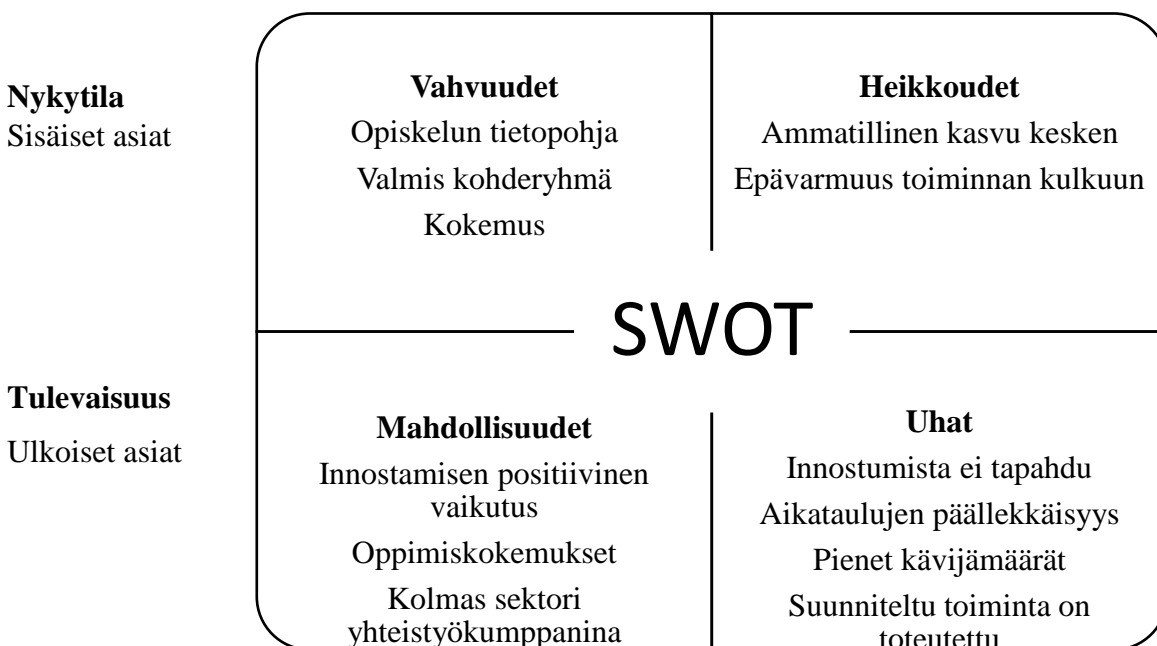 Nykytila
Sisäiset asiat
Vahvuudet
Opiskelun tietopohja
Valmis kohderyhmä
Kokemus
Heikkoudet
Ammatillinen kasvu kesken
Epävarmuus toiminnan kulkuun
SWOT
Tulevaisuus
Ulkoiset asiat
Mahdollisuudet
Innostamisen positiivinen
vaikutus
Oppimiskokemukset
Kolmas sektori
yhteistyökumppanina
Uhat
Innostumista ei tapahdu
Aikataulujen päällekkäisyys
Pienet kävijämäärät
Suunniteltu toiminta on
toteutettu